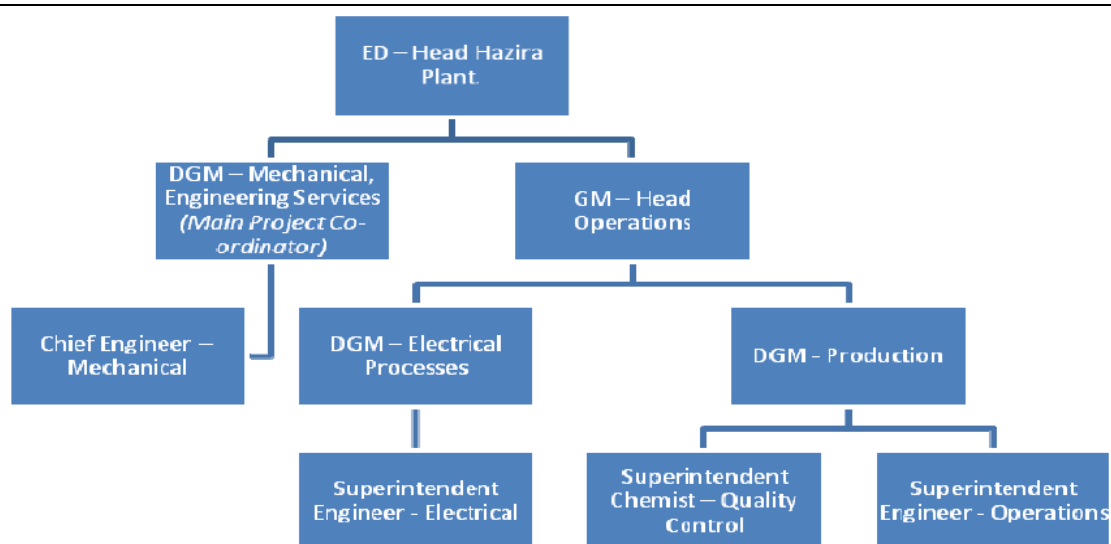 ED – Head Hazira
Plant.
DGM – Mechanical,
Engineering Services
(Main Project Co-
ordinator)
GM – Head
Operations
Chief Engineer –
Mechanical
DGM – Electrical
Processes
DGM - Production
Superintendent
Engineer - Electrical
Superintendent
Chemist – Quality
Control
Superintendent
Engineer - Operations